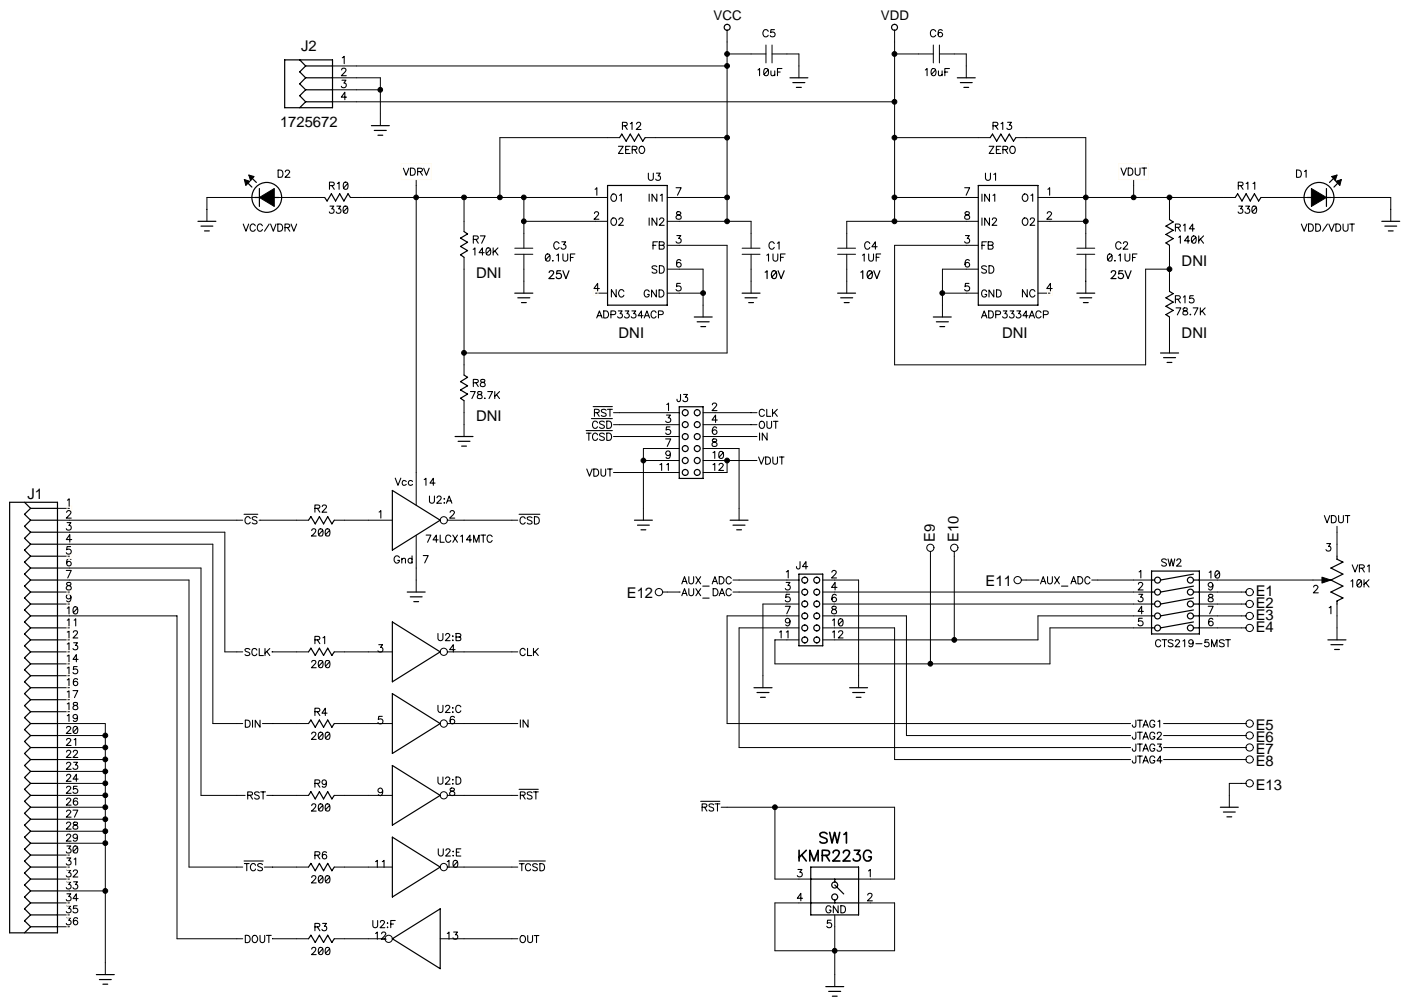 VCC
VDD
J2
1
2
3
4
1725672
C5
10uF
C6
10uF
R12
ZERO
R13
ZERO
D2
VCC/VDRV
R10
330
VDRV
U3
1 O1 IN1 7
2 O2 IN2 8
FB 3
SD 6
4 NC GND 5
ADP3334ACP
DNI
R7
140K
DNI
C3
0.1UF
25V
C1
1UF
10V
R8
78.7K
DNI
U1
7 IN1 O1 1
8 IN2 O2 2
3 FB
6 SD
5 GND NC 4
ADP3334ACP
DNI
C4
1UF
10V
C2
0.1UF
25V
VDUT
R11
330
D1
VDD/VDUT
R14
140K
DNI
R15
78.7K
DNI
J3
RST 1 2 CLK
CSD 3 4 OUT
TCSD 5 6 IN
7 8
9 10 VDUT
VDUT 11 12
J1
1
2
3
4
5
6
7
8
9
10
11
12
13
14
15
16
17
18
19
20
21
22
23
24
25
26
27
28
29
30
31
32
33
34
35
36
CS
R2
200
Vcc 14
1
U2:A
2
CSD
74LCX14MTC
Gnd 7
SCLK
R1
200
3
U2:B
4
CLK
DIN
R4
200
5
U2:C
6
IN
RST
R9
200
9
U2:D
8
RST
TCS
R6
200
11
U2:E
10
TCSD
DOUT
R3
200
U2:F
12
13
OUT
E9
E10
J4
AUX_ADC 1 2
E12 AUX_DAC 3 4
5 6
7 8
9 10
11 12
E11 AUX_ADC
SW2
1 10
2 9 E1
3 8 E2
4 7 E3
5 6 E4
CTS219-5MST
VDUT
3
VR1
10K
2
1
JTAG1 E5
JTAG2 E6
JTAG3 E7
JTAG4 E8
E13
RST
SW1
KMR223G
3 1
4 2
GND
5